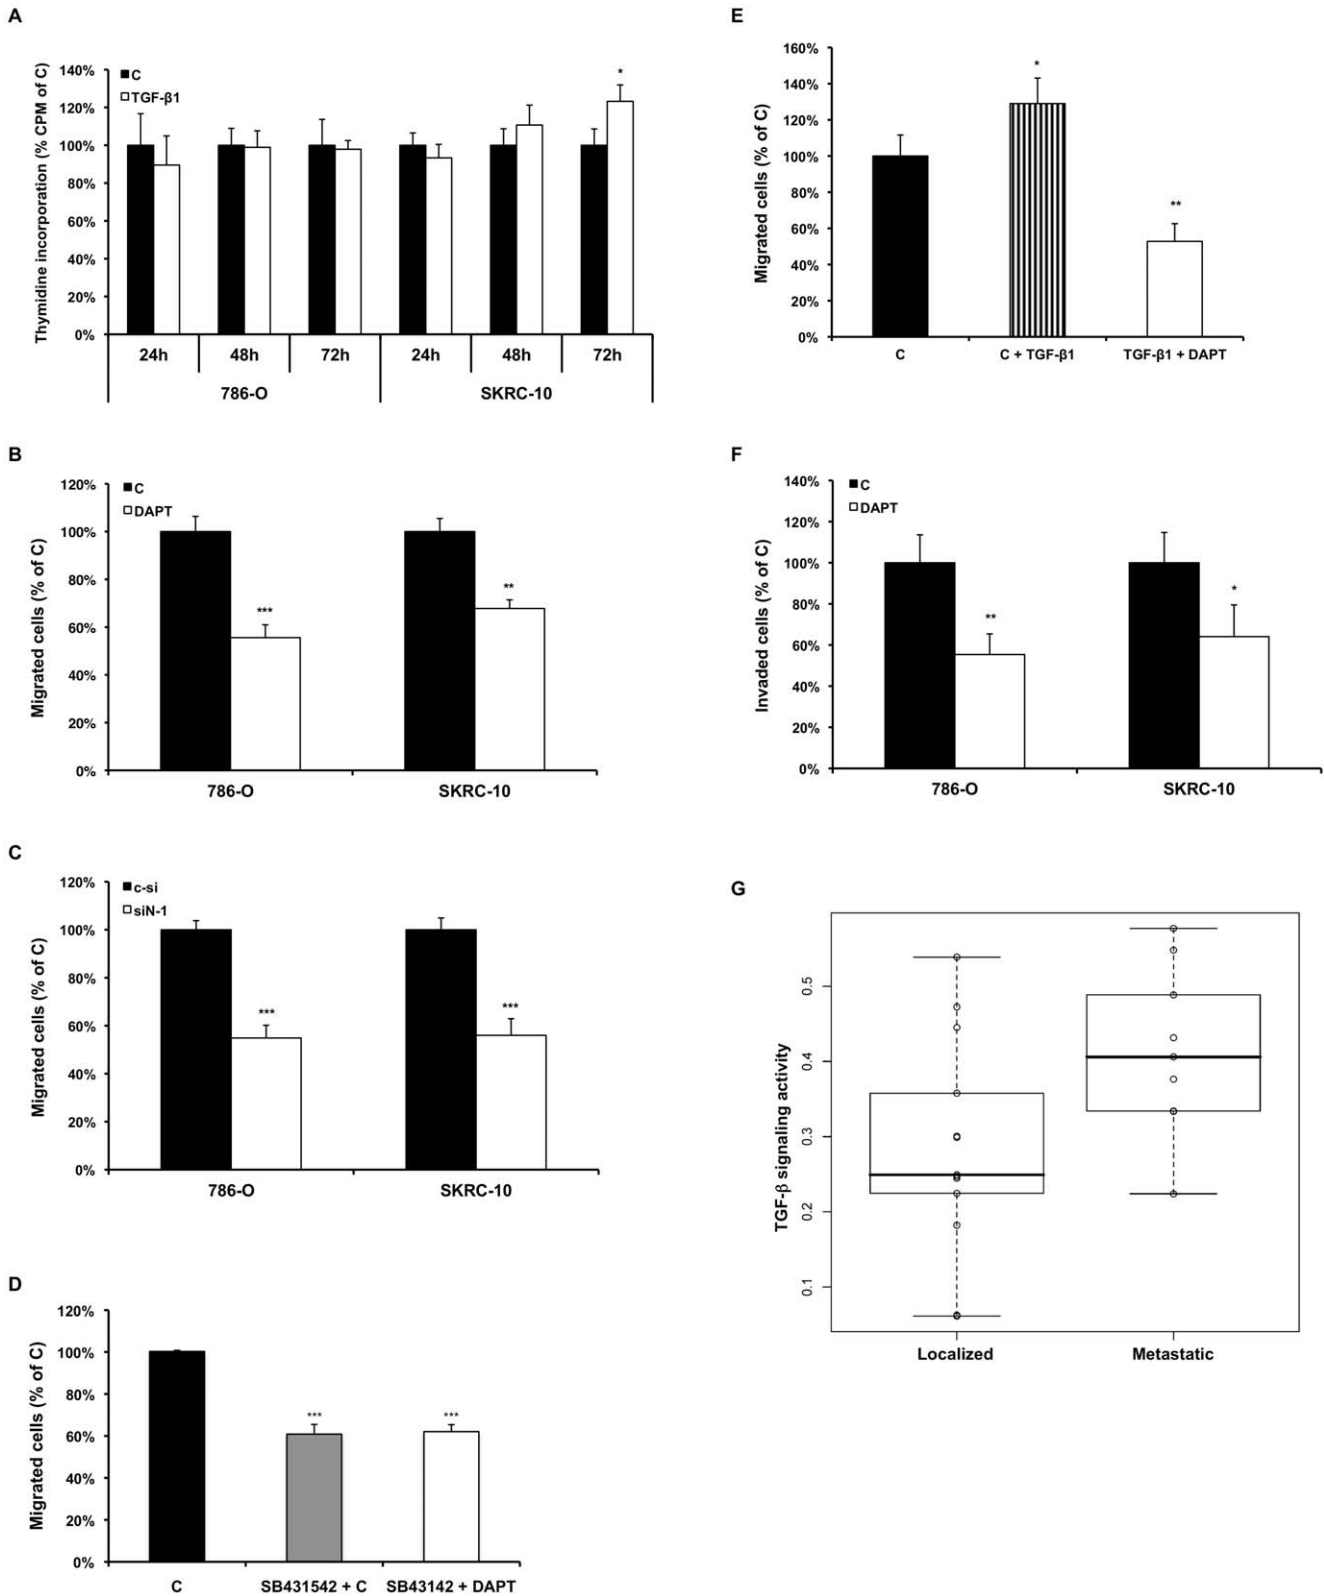 A
Thymidine incorporation (% CPM of C)
140%
120%
100%
80%
60%
40%
20%
0%
C
TGF-β1
*
24h 48h 72h 24h 48h 72h
786-O SKRC-10
B
Migrated cells (% of C)
120%
100%
80%
60%
40%
20%
0%
C
DAPT
***
**
786-O SKRC-10
C
Migrated cells (% of C)
120%
100%
80%
60%
40%
20%
0%
c-si
siN-1
***
***
786-O SKRC-10
D
Migrated cells (% of C)
120%
100%
80%
60%
40%
20%
0%
***
***
C SB431542 + C SB43142 + DAPT
E
Migrated cells (% of C)
160%
140%
120%
100%
80%
60%
40%
20%
0%
*
**
C C + TGF-β1 TGF-β1 + DAPT
F
Invaded cells (% of C)
140%
120%
100%
80%
60%
40%
20%
0%
C
DAPT
**
*
786-O SKRC-10
G
TGF-β signaling activity
0.5
0.4
0.3
0.2
0.1
Localized Metastatic